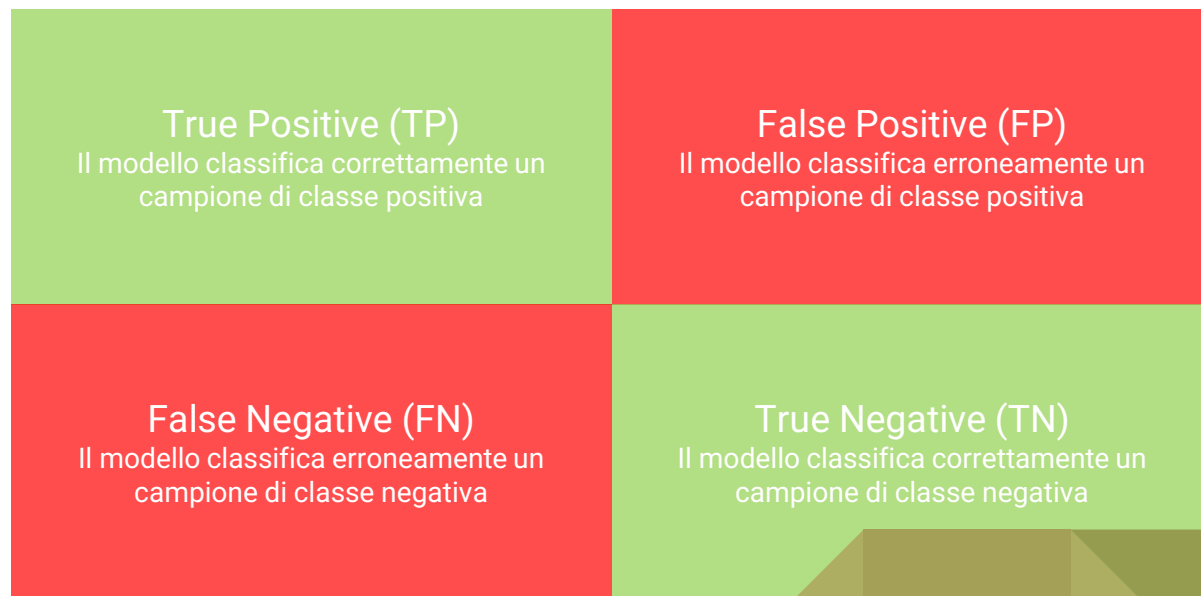 True Positive (TP)
Il modello classifica correttamente un
campione di classe positiva
False Positive (FP)
Il modello classifica erroneamente un
campione di classe positiva
False Negative (FN)
Il modello classifica erroneamente un
campione di classe negativa
True Negative (TN)
Il modello classifica correttamente un
campione di classe negativa